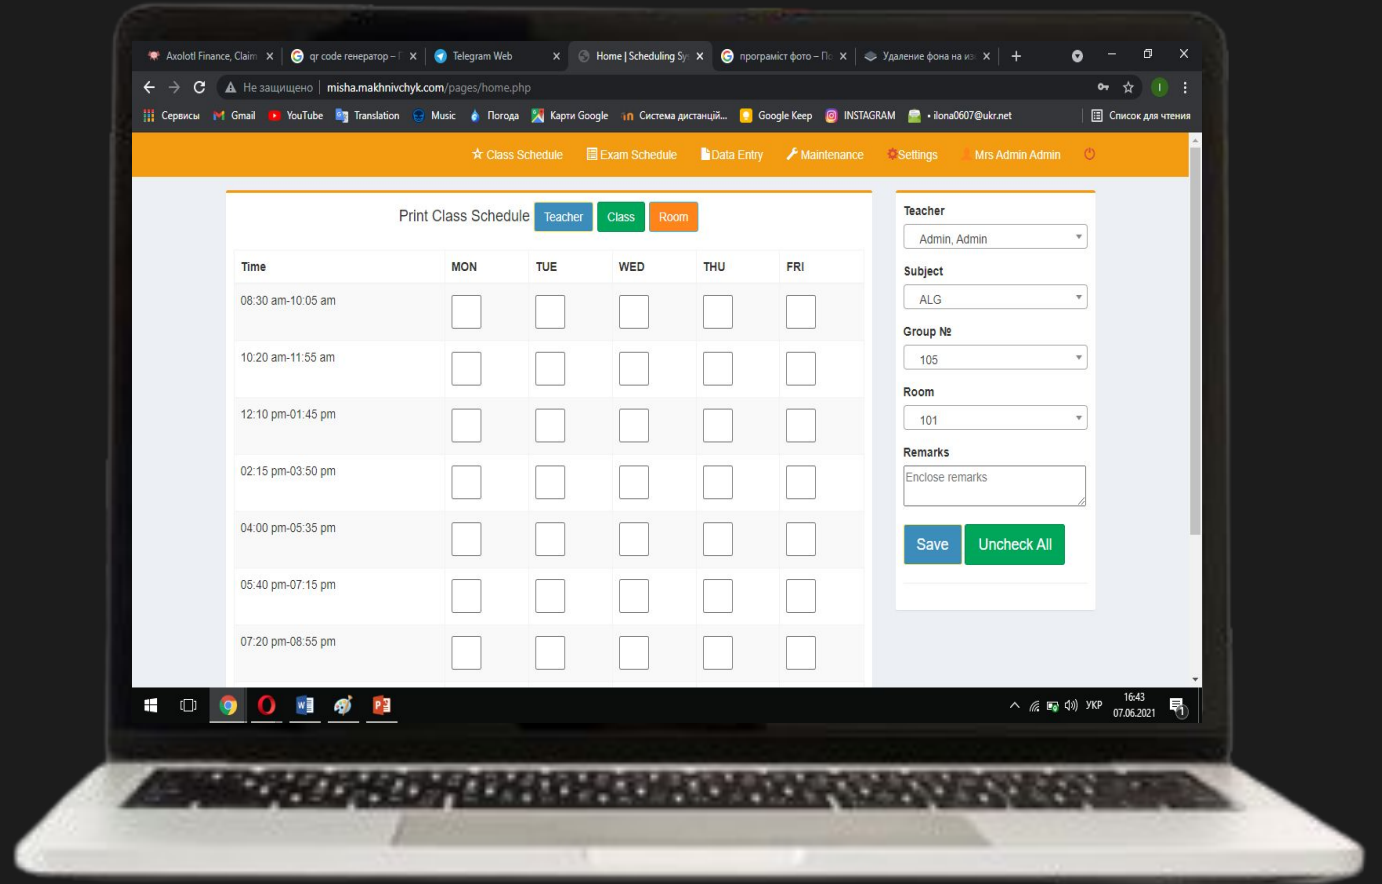 Axolotl Finance, Claim
qr code генератор – П
Telegram Web
Home | Scheduling Sy
програміст фото – По
Удаление фона на из
Не защищено | misha.makhnivchyk.com/pages/home.php
Сервисы Gmail YouTube Translation Music Погода Карти Google Система дистанцій... Google Keep INSTAGRAM • ilona0607@ukr.net Список для чтения
Class Schedule Exam Schedule Data Entry Maintenance Settings Mrs Admin Admin
Print Class Schedule Teacher Class Room
Time MON TUE WED THU FRI
08:30 am-10:05 am
10:20 am-11:55 am
12:10 pm-01:45 pm
02:15 pm-03:50 pm
04:00 pm-05:35 pm
05:40 pm-07:15 pm
07:20 pm-08:55 pm
Teacher
Admin, Admin
Subject
ALG
Group №
105
Room
101
Remarks
Enclose remarks
Save Uncheck All
УКР
16:43
07.06.2021